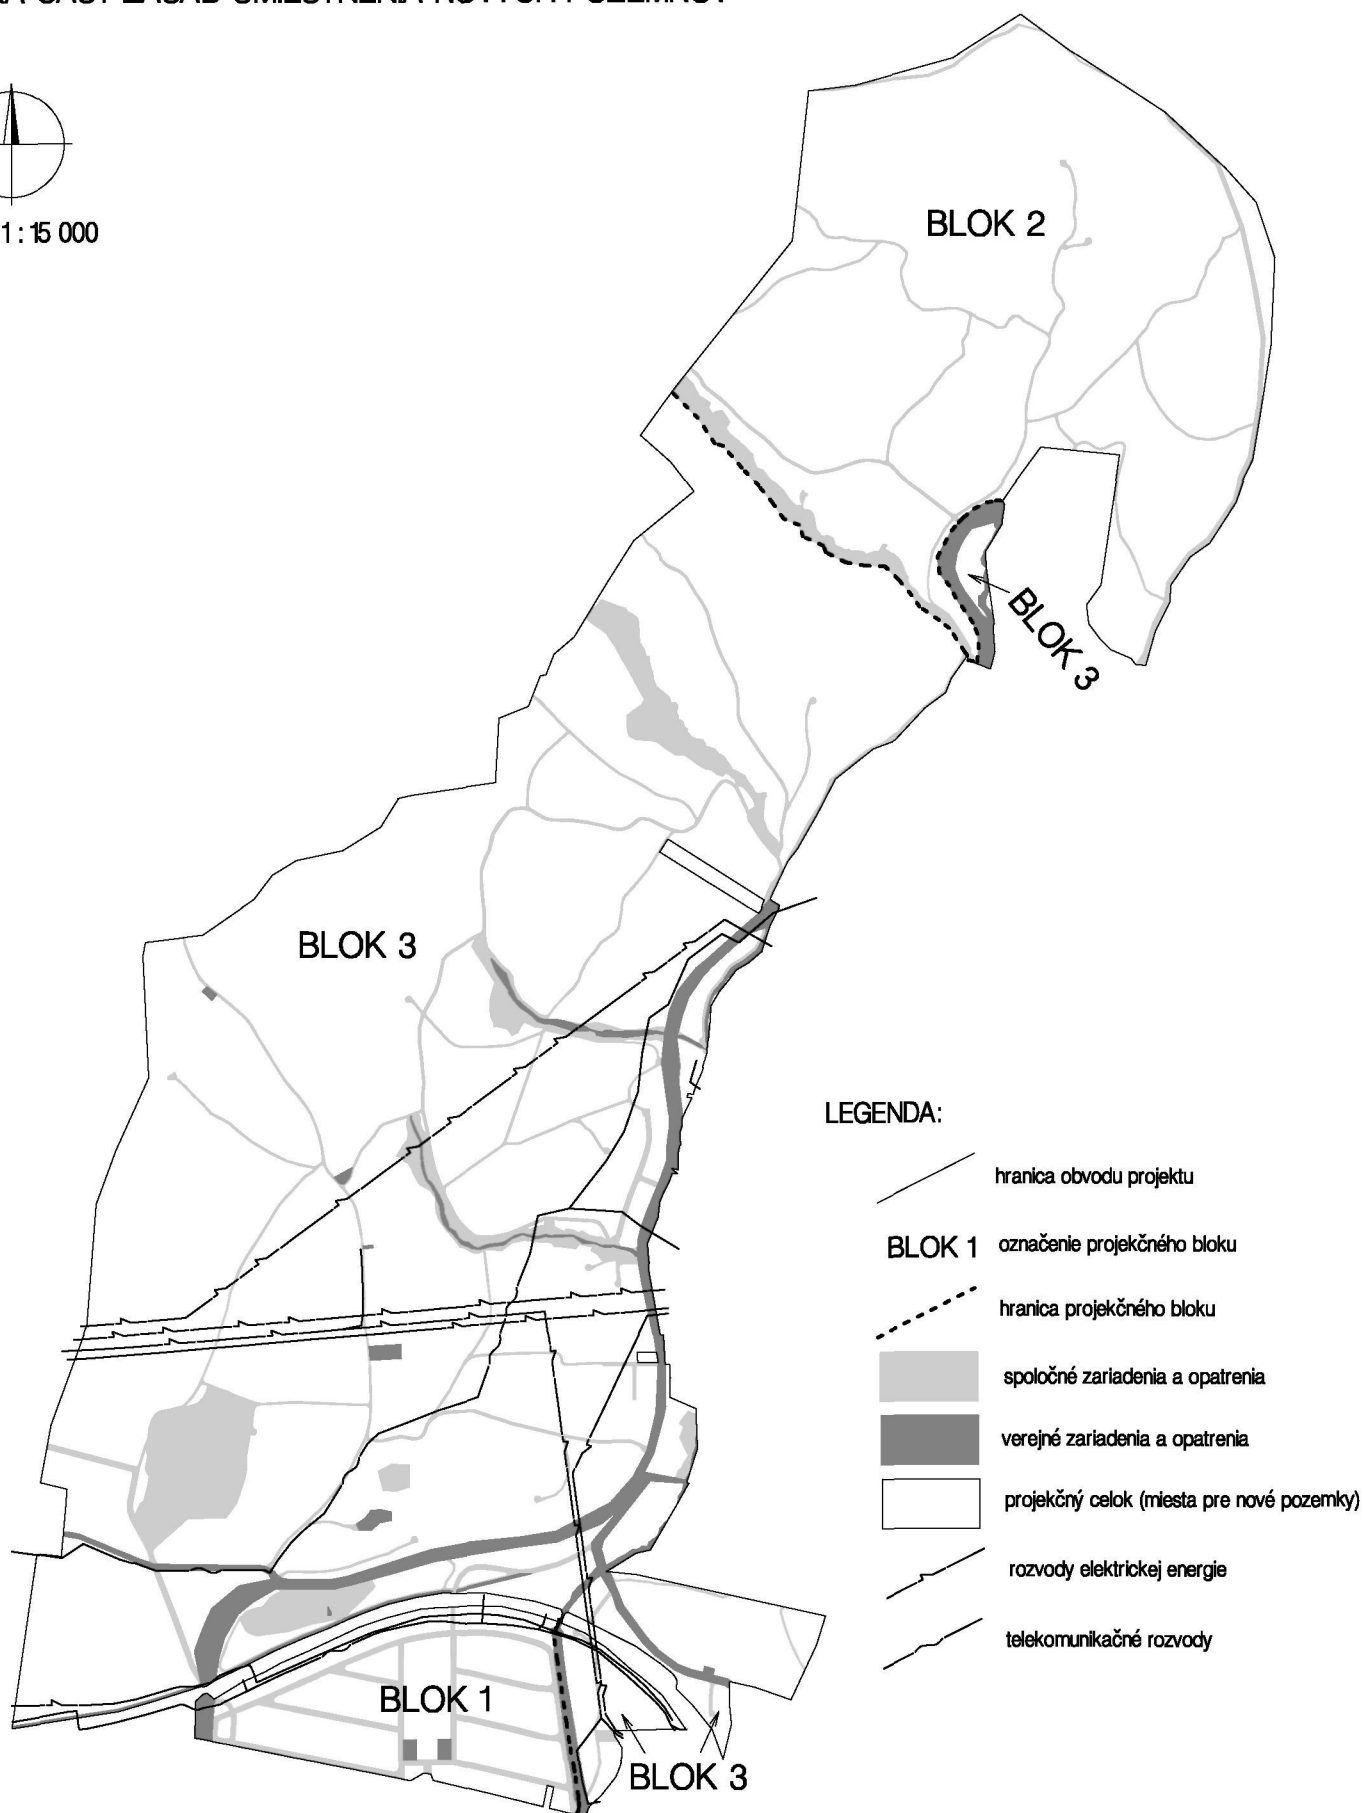 1 : 15 000
BLOK 2
BLOK 3
BLOK 3
LEGENDA:
hranica obvodu projektu
BLOK 1 označenie projekčného bloku
hranica projekčného bloku
spoločné zariadenia a opatrenia
verejné zariadenia a opatrenia
projekčný celok (miesta pre nové pozemky)
rozvody elektrickej energie
telekomunikačné rozvody
BLOK 1
BLOK 3